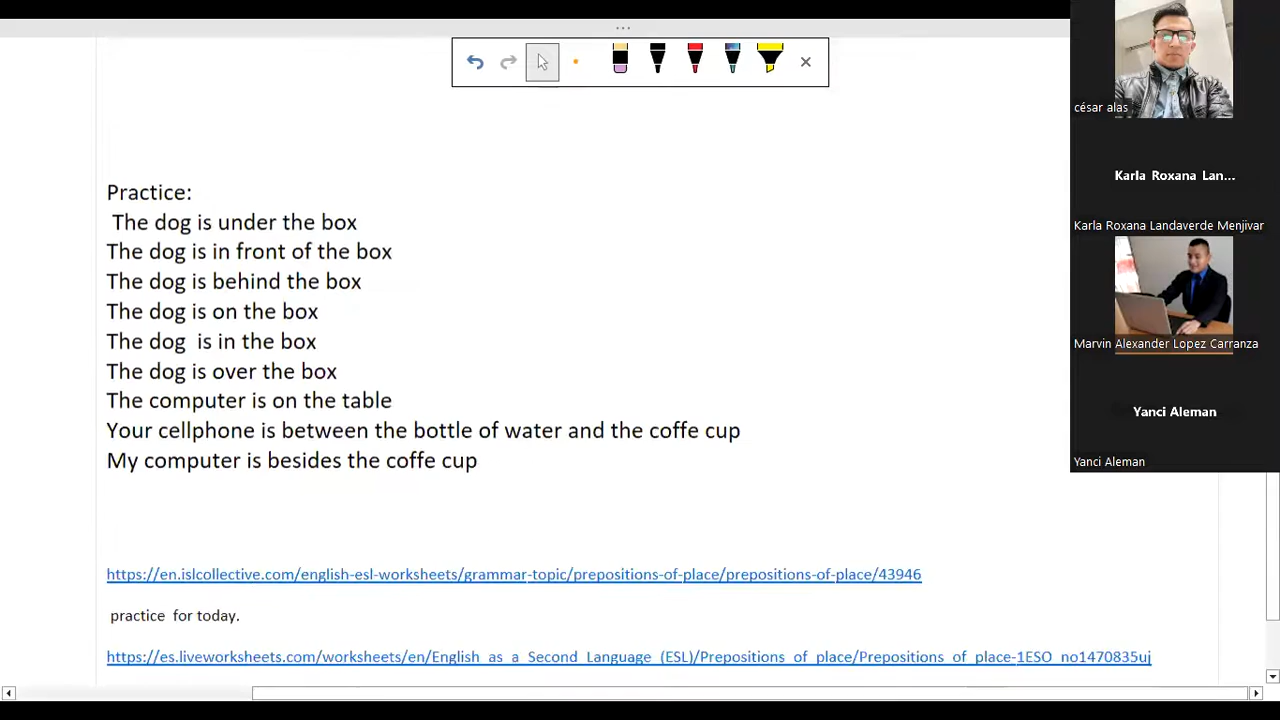 Practice:
The dog is under the box
The dog is in front of the box
The dog is behind the box
The dog is on the box
The dog  is in the box
The dog is over the box
The computer is on the table
Your cellphone is between the bottle of water and the coffe cup
My computer is besides the coffe cup
https://en.islcollective.com/english-esl-worksheets/grammar-topic/prepositions-of-place/prepositions-of-place/43946
practice  for today.
https://es.liveworksheets.com/worksheets/en/English_as_a_Second_Language_(ESL)/Prepositions_of_place/Prepositions_of_place-1ESO_no1470835uj
césar alas
Karla Roxana Lan...
Karla Roxana Landaverde Menjivar
Marvin Alexander Lopez Carranza
Yanci Aleman
Yanci Aleman